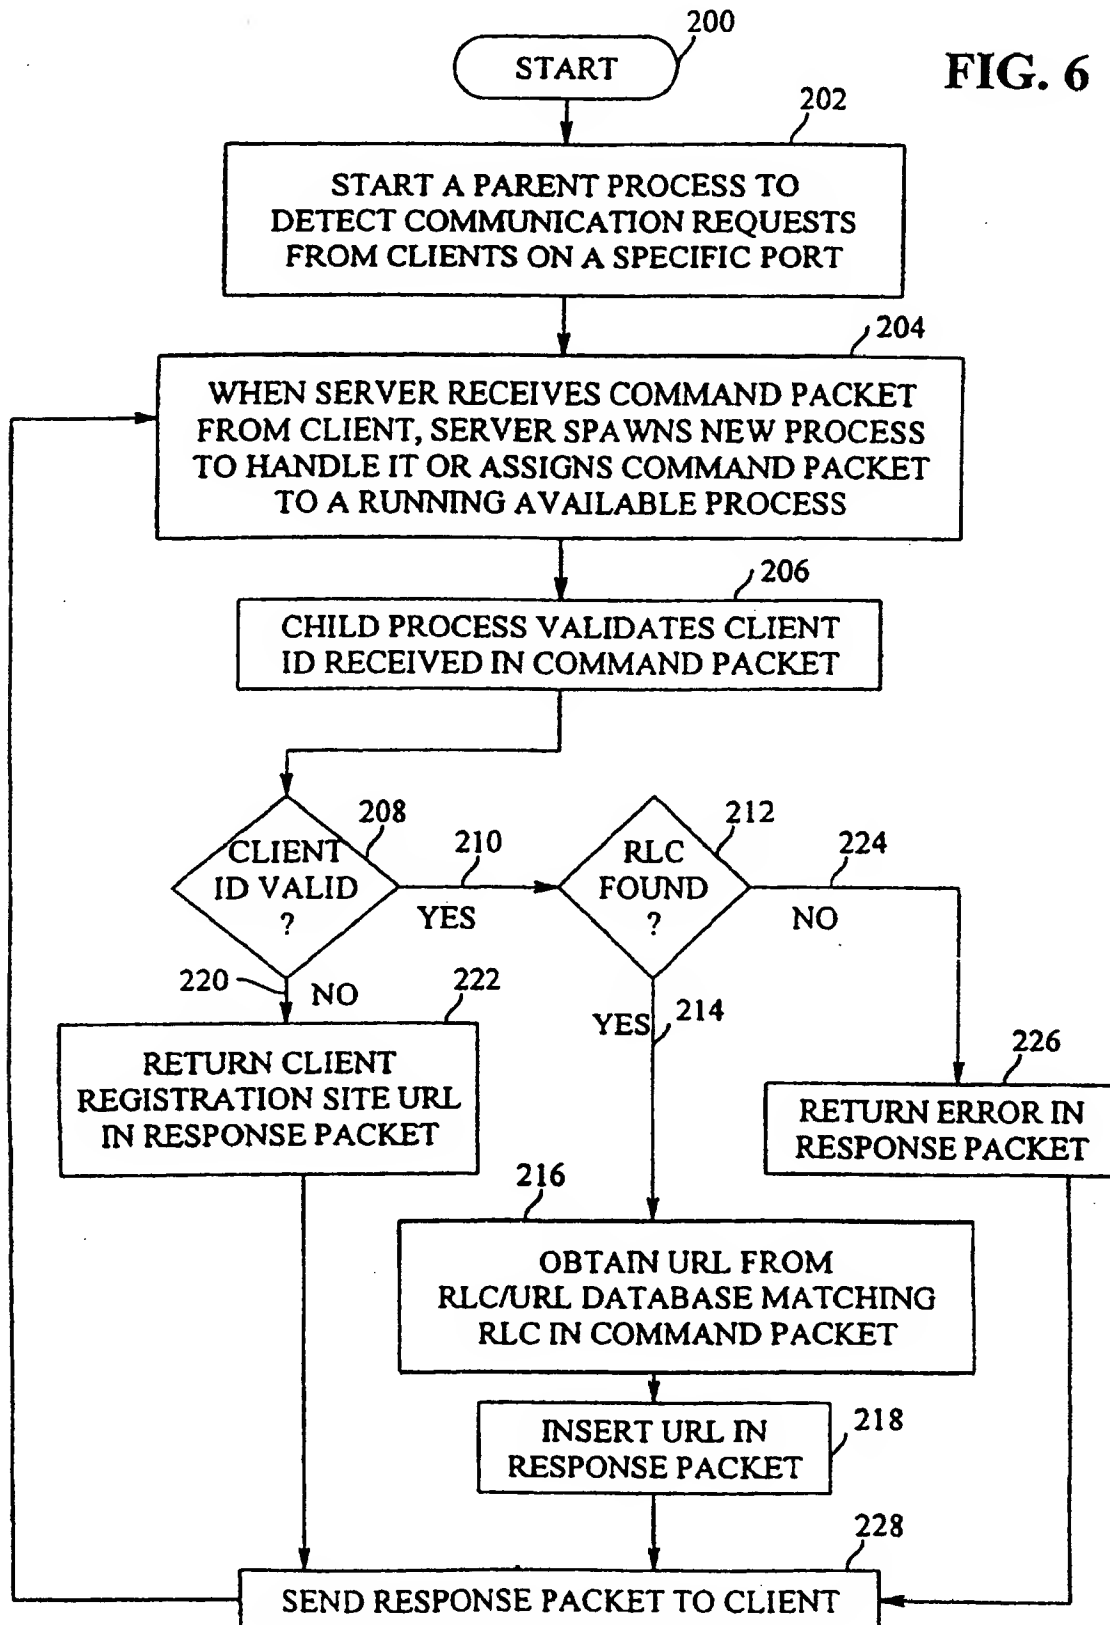 200
START
FIG. 6
202
START A PARENT PROCESS TO
DETECT COMMUNICATION REQUESTS
FROM CLIENTS ON A SPECIFIC PORT
204
WHEN SERVER RECEIVES COMMAND PACKET
FROM CLIENT, SERVER SPAWNS NEW PROCESS
TO HANDLE IT OR ASSIGNS COMMAND PACKET
TO A RUNNING AVAILABLE PROCESS
206
CHILD PROCESS VALIDATES CLIENT
ID RECEIVED IN COMMAND PACKET
208
CLIENT
ID VALID
?
210
YES
212
RLC
FOUND
?
224
NO
220
NO
222
RETURN CLIENT
REGISTRATION SITE URL
IN RESPONSE PACKET
YES
214
226
RETURN ERROR IN
RESPONSE PACKET
216
OBTAIN URL FROM
RLC/URL DATABASE MATCHING
RLC IN COMMAND PACKET
218
INSERT URL IN
RESPONSE PACKET
228
SEND RESPONSE PACKET TO CLIENT